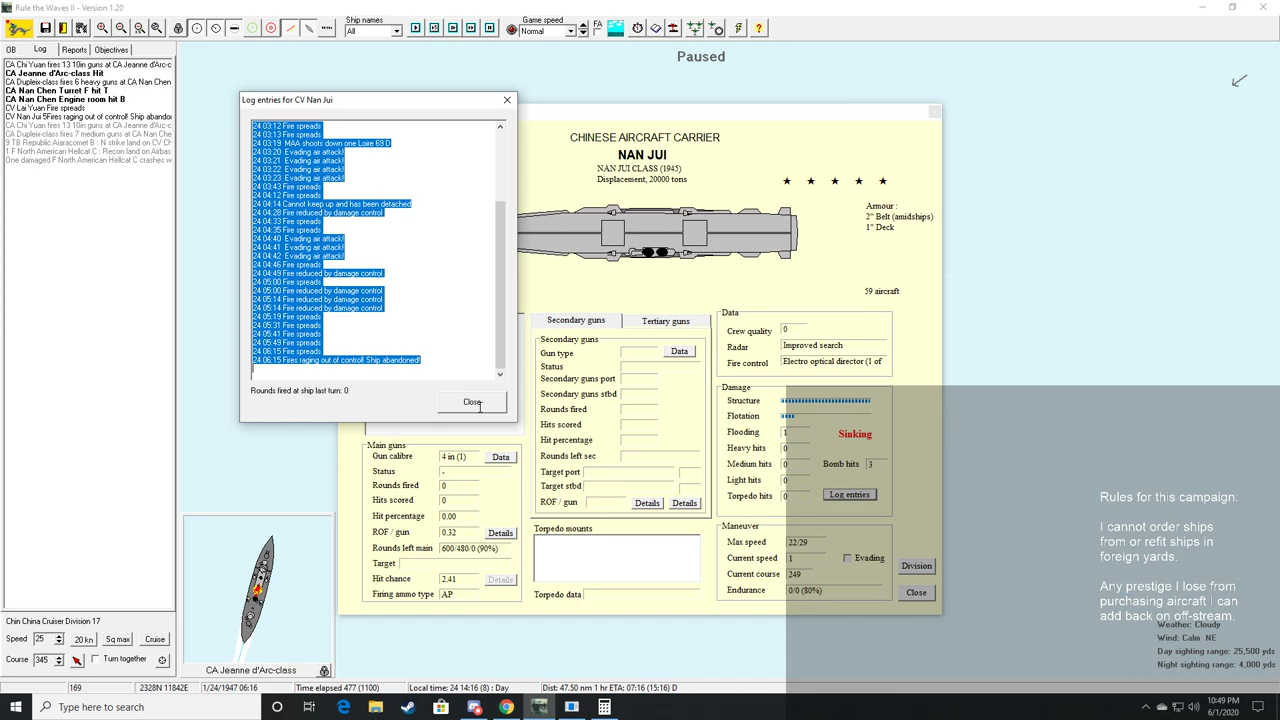 Rule the Waves II - Version 1.20
Ship names
All
Game speed
Normal
FA
OB
Log
Reports
Objectives
CA Chi Yuan fires 13 10in guns at CA Jeanne d'Arc-c
CA Jeanne d'Arc-class Hit
CA Dupleix-class fires 6 heavy guns at CA Nan Chen
CA Nan Chen Turret F hit T
CA Nan Chen Engine room hit B
CV Lai Yuan Fire spreads
CV Nan Jui 5Fires raging out of control! Ship abandon
CA Chi Yuan fires 13 10in guns at CA Jeanne d'Arc-c
CA Dupleix-class fires 7 medium guns at CA Nan Che
9 TB Republic Aiaracomet B : N strike land on CV Ch
1 F North American Hellcat C : Recon land on Airbas
One damaged F North American Hellcat C crashes w
Paused
Log entries for CV Nan Jui
24 03:12 Fire spreads
24 03:13 Fire spreads
24 03:19 MAA shoots down one Loire 69 D
24 03:20 Evading air attack!
24 03:21 Evading air attack!
24 03:22 Evading air attack!
24 03:23 Evading air attack!
24 03:43 Fire spreads
24 04:12 Fire spreads
24 04:14 Cannot keep up and has been detached
24 04:28 Fire reduced by damage control
24 04:33 Fire spreads
24 04:35 Fire spreads
24 04:40 Evading air attack!
24 04:41 Evading air attack!
24 04:42 Evading air attack!
24 04:46 Fire spreads
24 04:49 Fire reduced by damage control
24 05:00 Fire spreads
24 05:00 Fire reduced by damage control
24 05:14 Fire reduced by damage control
24 05:14 Fire reduced by damage control
24 05:19 Fire spreads
24 05:31 Fire spreads
24 05:41 Fire spreads
24 05:49 Fire spreads
24 06:15 Fire spreads
24 06:15 Fires raging out of control! Ship abandoned!
Rounds fired at ship last turn: 0
Close
CHINESE AIRCRAFT CARRIER
NAN JUI
NAN JUI CLASS (1945)
Displacement, 20000 tons
★ ★ ★ ★ ★
Armour :
2" Belt (amidships)
1" Deck
59 aircraft
Main guns
Gun calibre 4 in (1) Data
Status -
Rounds fired 0
Hits scored 0
Hit percentage 0.00
ROF / gun 0.32 Details
Rounds left main 600/480/0 (90%)
Target
Hit chance 2.41 Details
Firing ammo type AP
Secondary guns
Tertiary guns
Secondary guns
Gun type Data
Status
Secondary guns port
Secondary guns stbd
Rounds fired
Hits scored
Hit percentage
Rounds left sec
Target port
Target stbd
ROF / gun Details Details
Torpedo mounts
Torpedo data
Data
Crew quality 0
Radar Improved search
Fire control Electro optical director (1 of
Damage
Structure
Flotation
Flooding 1 Sinking
Heavy hits 0
Medium hits 0 Bomb hits 3
Light hits 0
Torpedo hits 0 Log entries
Maneuver
Max speed 22/29
Current speed 1 Evading
Current course 249
Endurance 0/0 (80%)
Division
Close
Rules for this campaign:
I cannot order ships
from or refit ships in
foreign yards.
Any prestige I lose from
purchasing aircraft I can
add back on off-stream.
Weather: Cloudy
Wind: Calm NE
Day sighting range: 25,500 yds
Night sighting range: 4,000 yds
Chin China Cruiser Division 17
Speed 25 20 kn Sq max Cruise
Course 345 Turn together
CA Jeanne d'Arc-class
169
2328N 11842E
1/24/1947 06:16
Time elapsed 477 (1100)
Local time: 24 14:16 (8) : Day
Dist: 47.50 nm 1 hr ETA: 07:16 (15:16) D
Type here to search
10:49 PM
6/1/2020